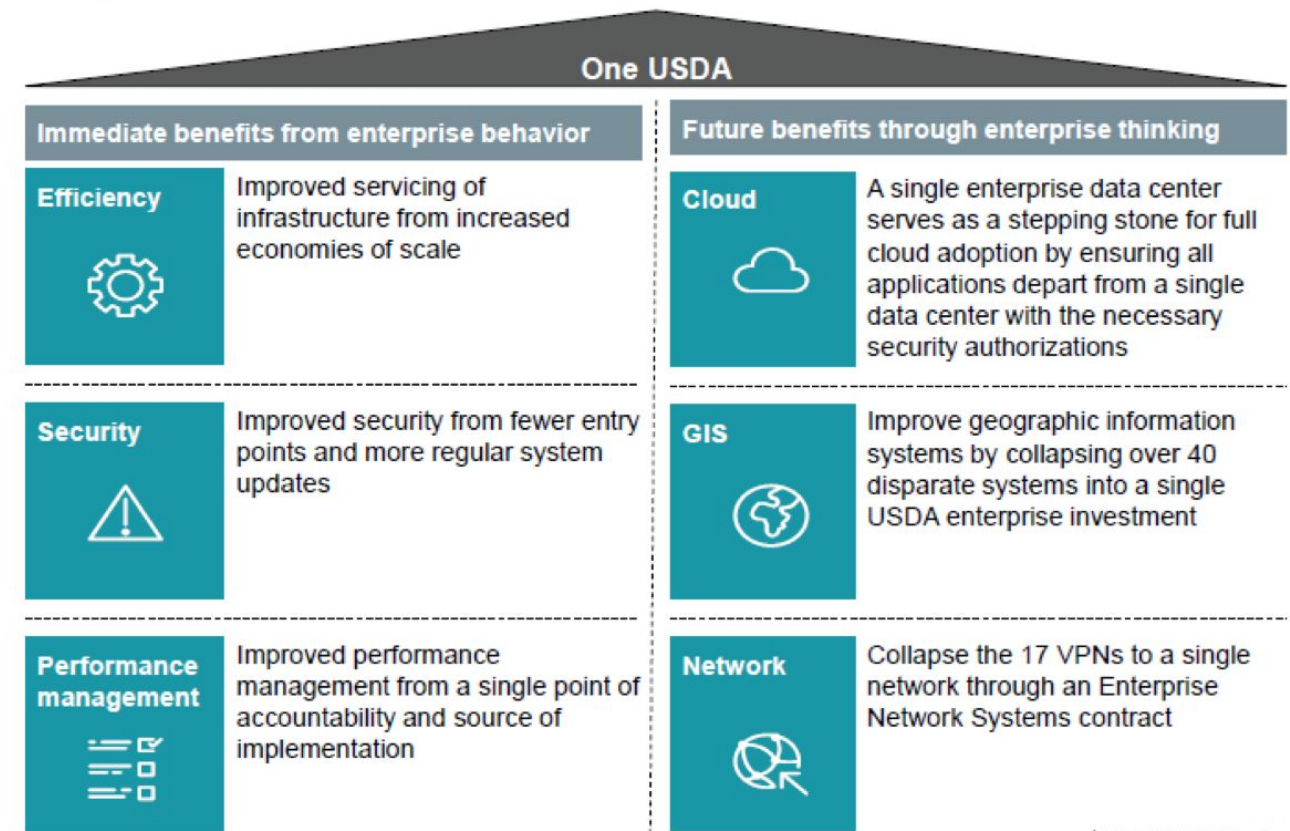 One USDA
Immediate benefits from enterprise behavior
Efficiency
Improved servicing of
infrastructure from increased
economies of scale
Security
Improved security from fewer entry
points and more regular system
updates
Performance
management
Improved performance
management from a single point of
accountability and source of
implementation
Future benefits through enterprise thinking
Cloud
A single enterprise data center
serves as a stepping stone for full
cloud adoption by ensuring all
applications depart from a single
data center with the necessary
security authorizations
GIS
Improve geographic information
systems by collapsing over 40
disparate systems into a single
USDA enterprise investment
Network
Collapse the 17 VPNs to a single
network through an Enterprise
Network Systems contract